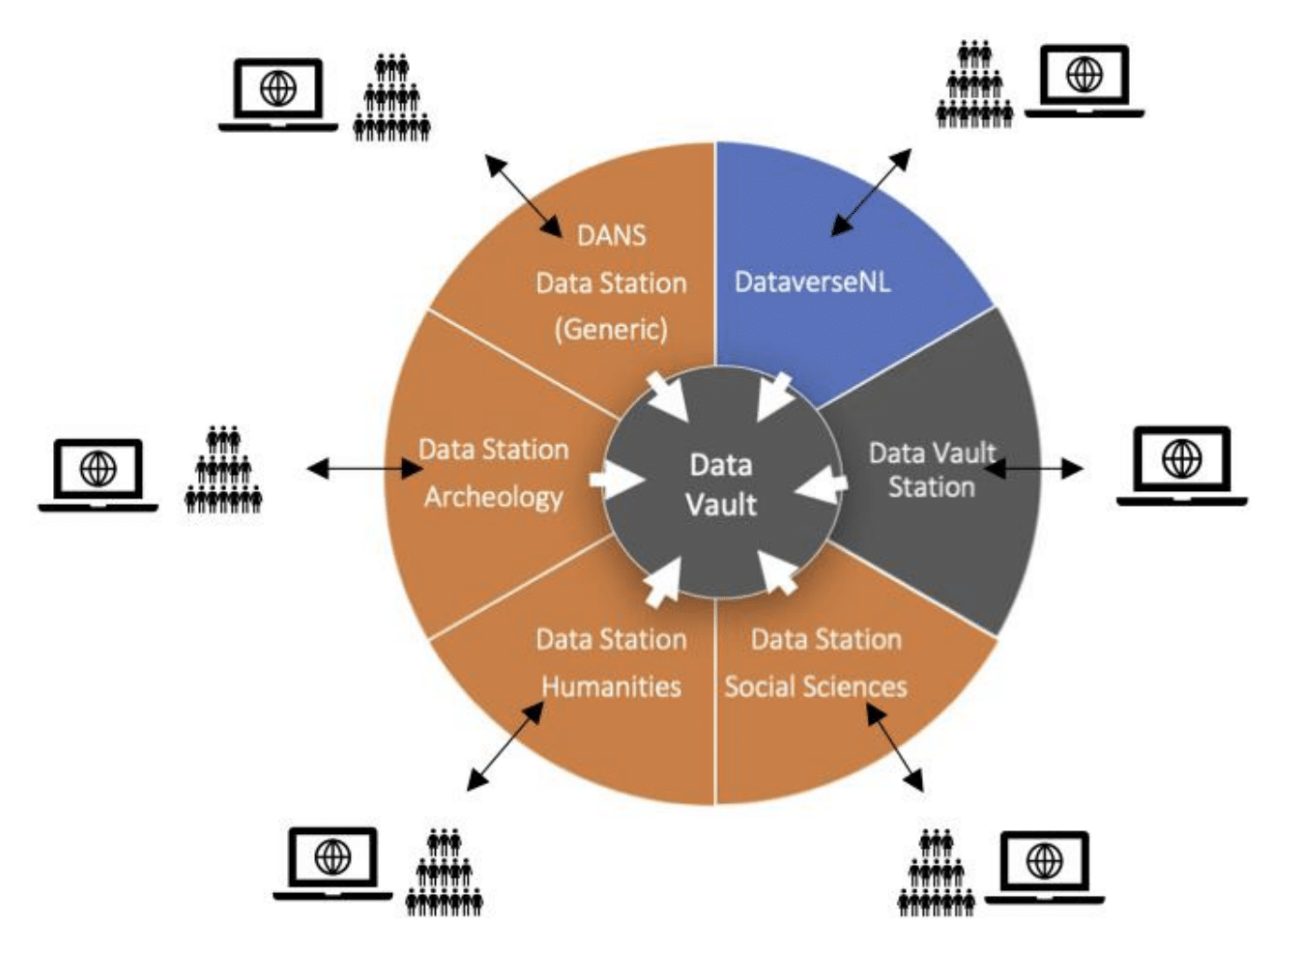 DANS
Data Station
(Generic)
DataverseNL
Data Station
Archeology
Data
Vault
Data Vault
Station
Data Station
Humanities
Data Station
Social Sciences